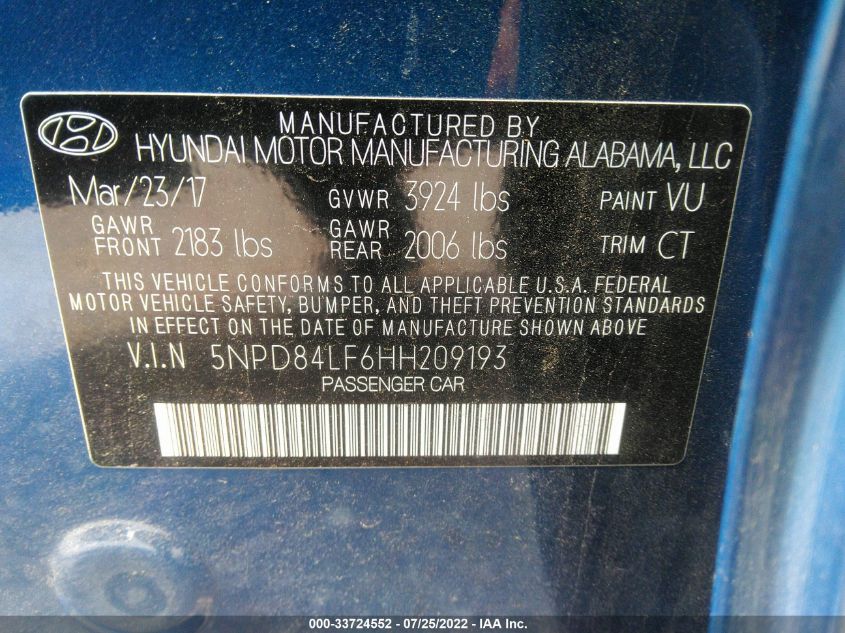 MANUFACTURED BY
HYUNDAI MOTOR MANUFACTURING ALABAMA, LLC
Mar/23/17 GVWR 3924 lbs PAINT VU
GAWR FRONT 2183 lbs GAWR REAR 2006 lbs TRIM CT
THIS VEHICLE CONFORMS TO ALL APPLICABLE U.S.A. FEDERAL
MOTOR VEHICLE SAFETY, BUMPER, AND THEFT PREVENTION STANDARDS
IN EFFECT ON THE DATE OF MANUFACTURE SHOWN ABOVE
V.I.N 5NPD84LF6HH209193
PASSENGER CAR
000-33724552 - 07/25/2022 - IAA Inc.